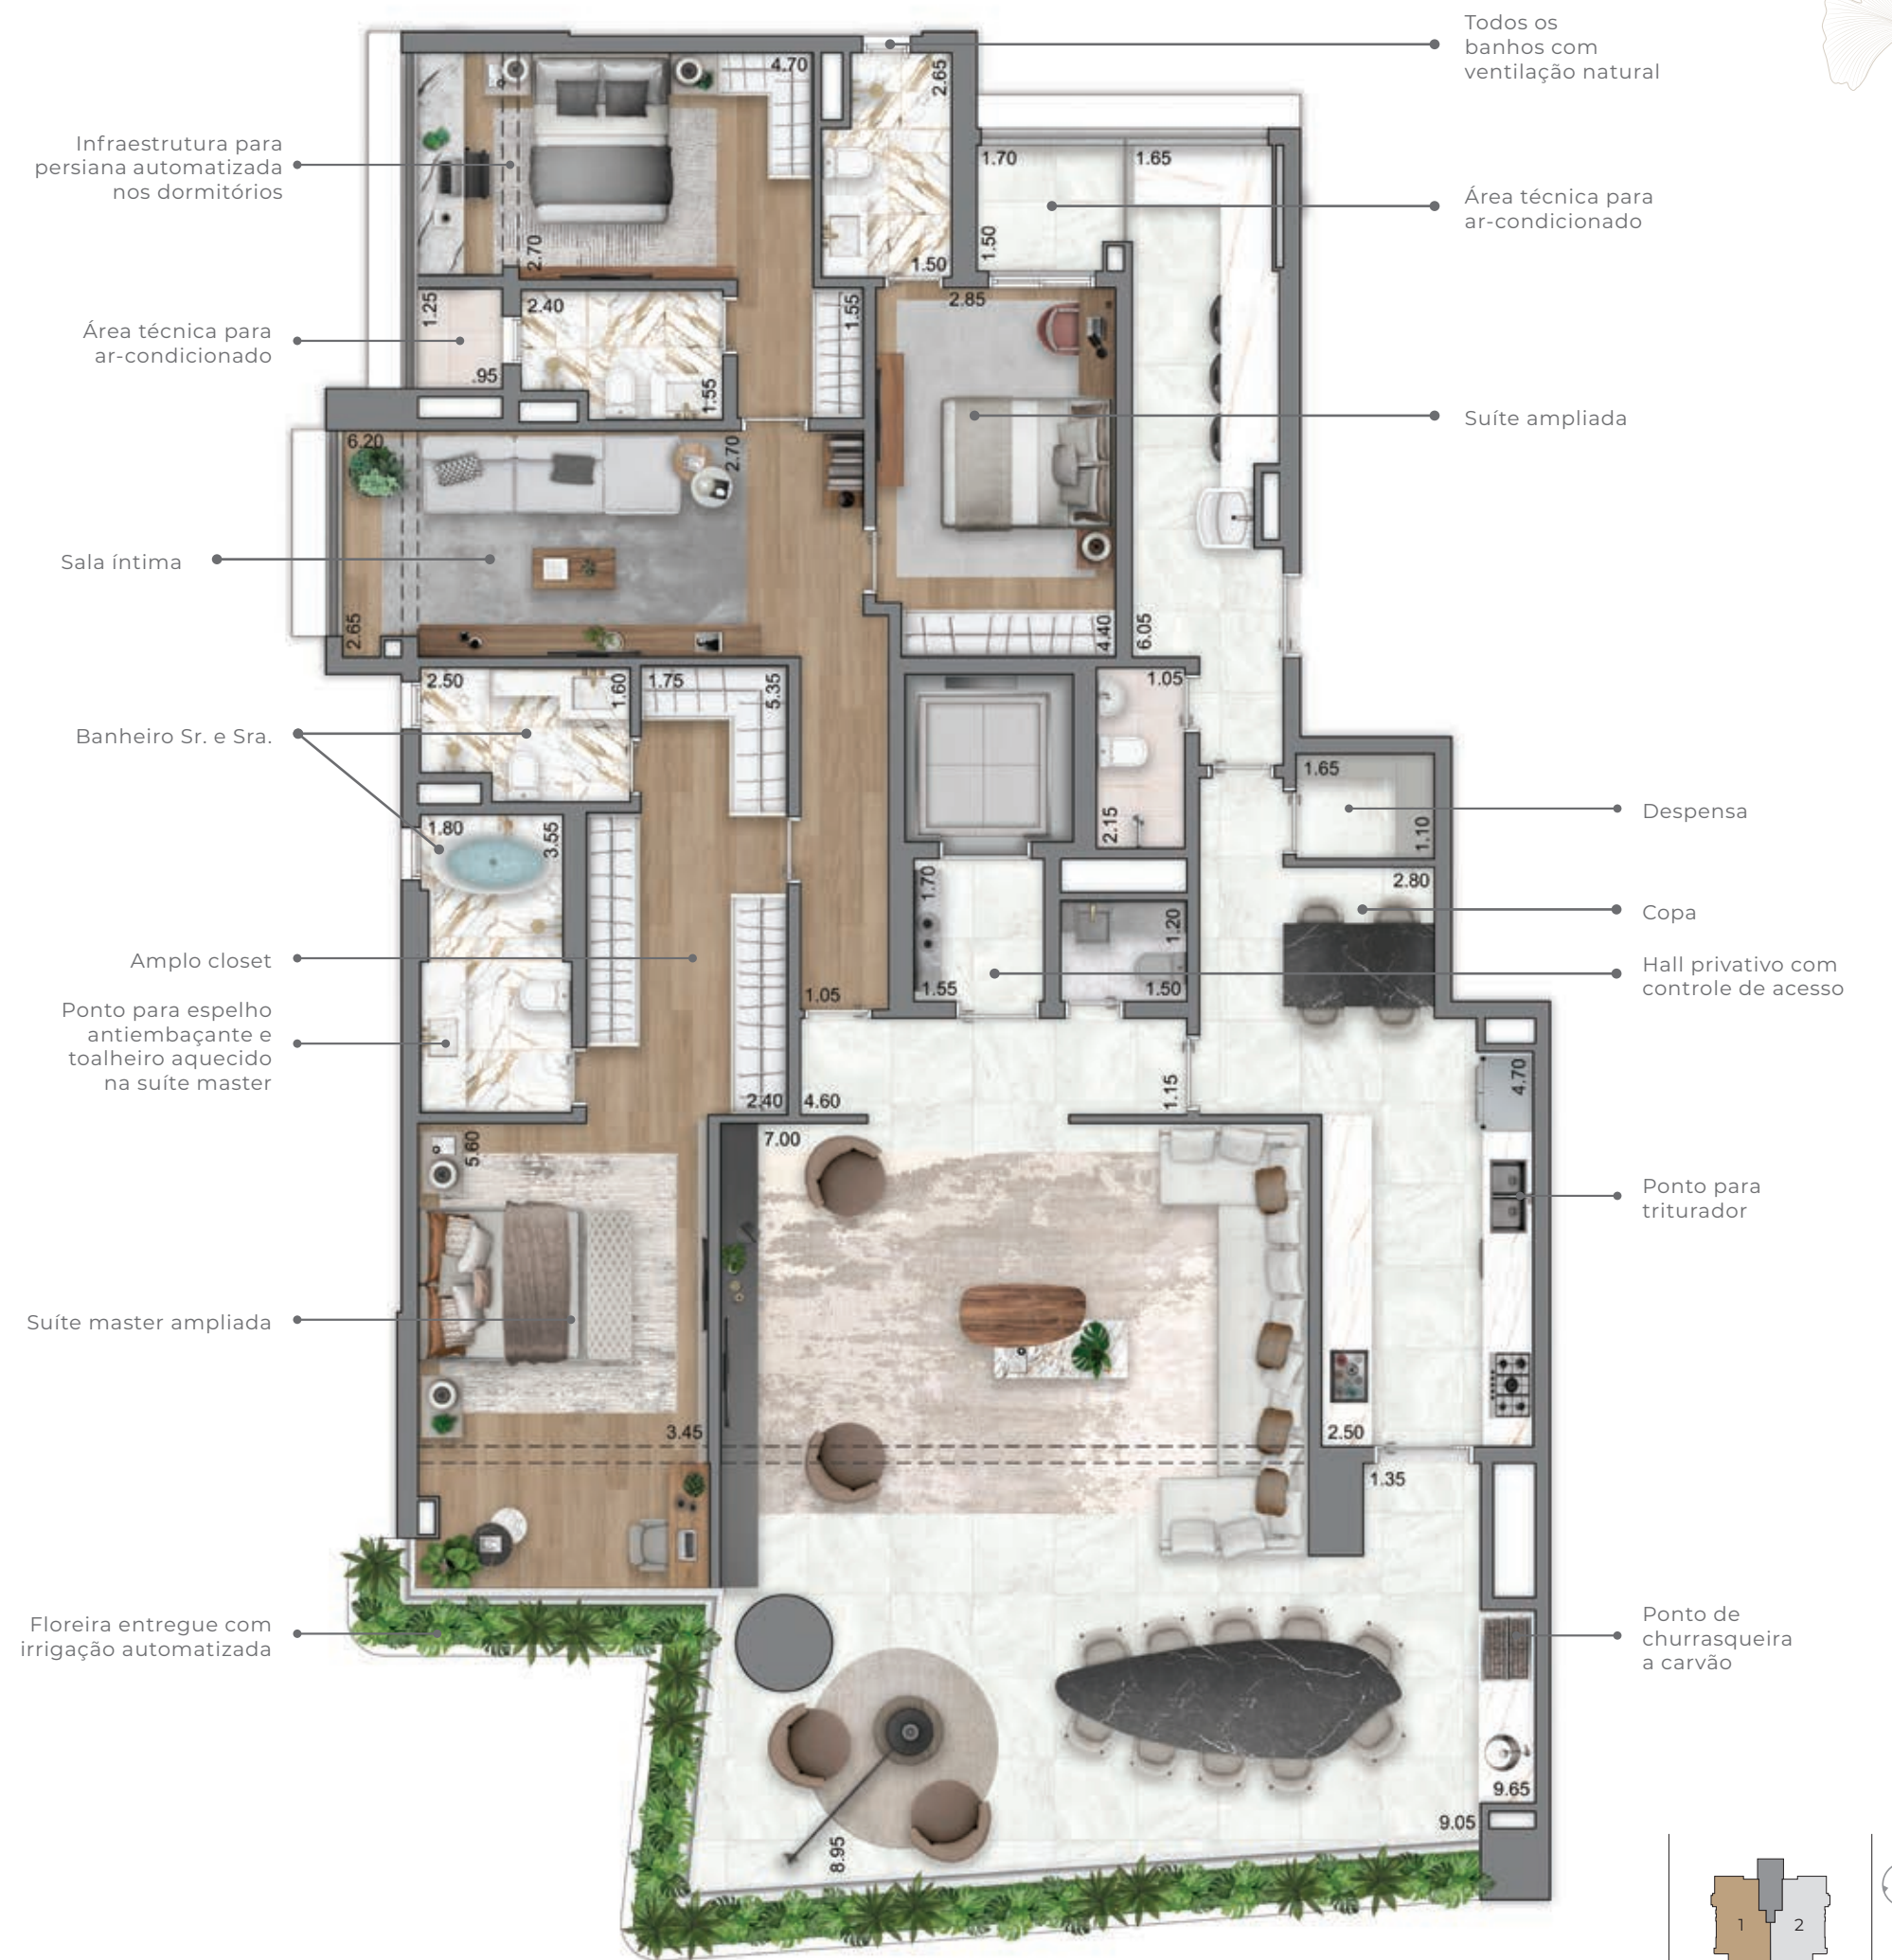 Todos os
banhos com
ventilação natural
Infraestrutura para
persiana automatizada
nos dormitórios
Área técnica para
ar-condicionado
Área técnica para
ar-condicionado
Suíte ampliada
Sala íntima
Banheiro Sr. e Sra.
Despensa
Copa
Amplo closet
Hall privativo com
controle de acesso
Ponto para espelho
antiembaçante e
toalheiro aquecido
na suíte master
Ponto para
triturador
Suíte master ampliada
Floreira entregue com
irrigação automatizada
Ponto de
churrasqueira
a carvão
4.70
2.65
1.70
1.65
2.70
1.50
1.50
1.25
2.40
1.55
2.85
.95
1.55
6.20
2.70
2.65
4.40
6.05
2.50
1.60
1.75
5.35
1.05
2.15
1.65
1.10
1.80
3.55
1.70
1.20
2.80
1.05
1.55
1.50
2.40
4.60
1.15
4.70
5.60
7.00
3.45
2.50
1.35
9.65
9.05
8.95
1
2